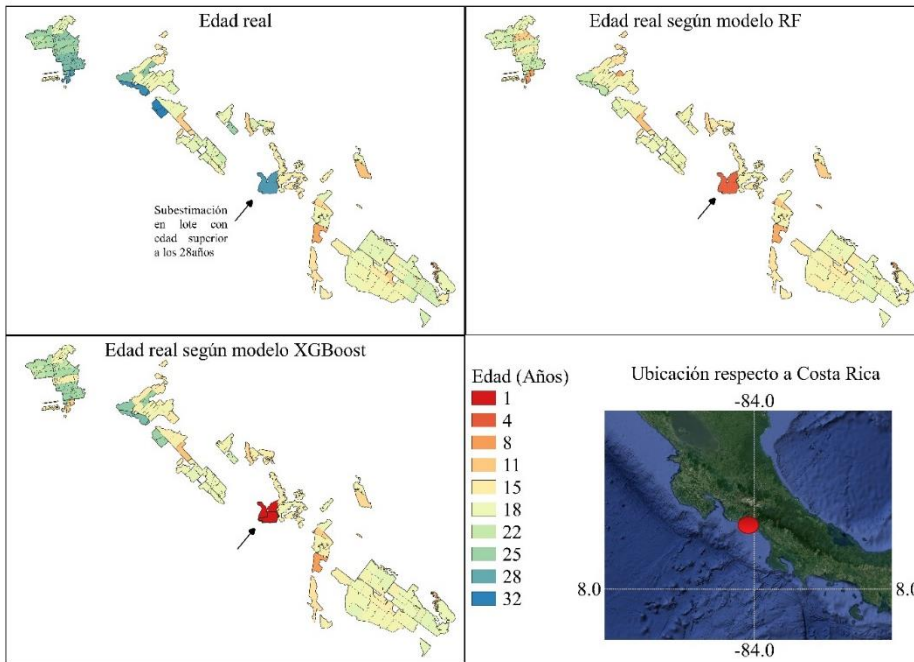 Edad real
Edad real según modelo RF
Subestimación
en lote con
edad superior
a los 28años
Edad real según modelo XGBoost
Edad (Años)
1
4
8
11
15
18
22
25
28
32
Ubicación respecto a Costa Rica
-84.0
8.0
8.0
-84.0